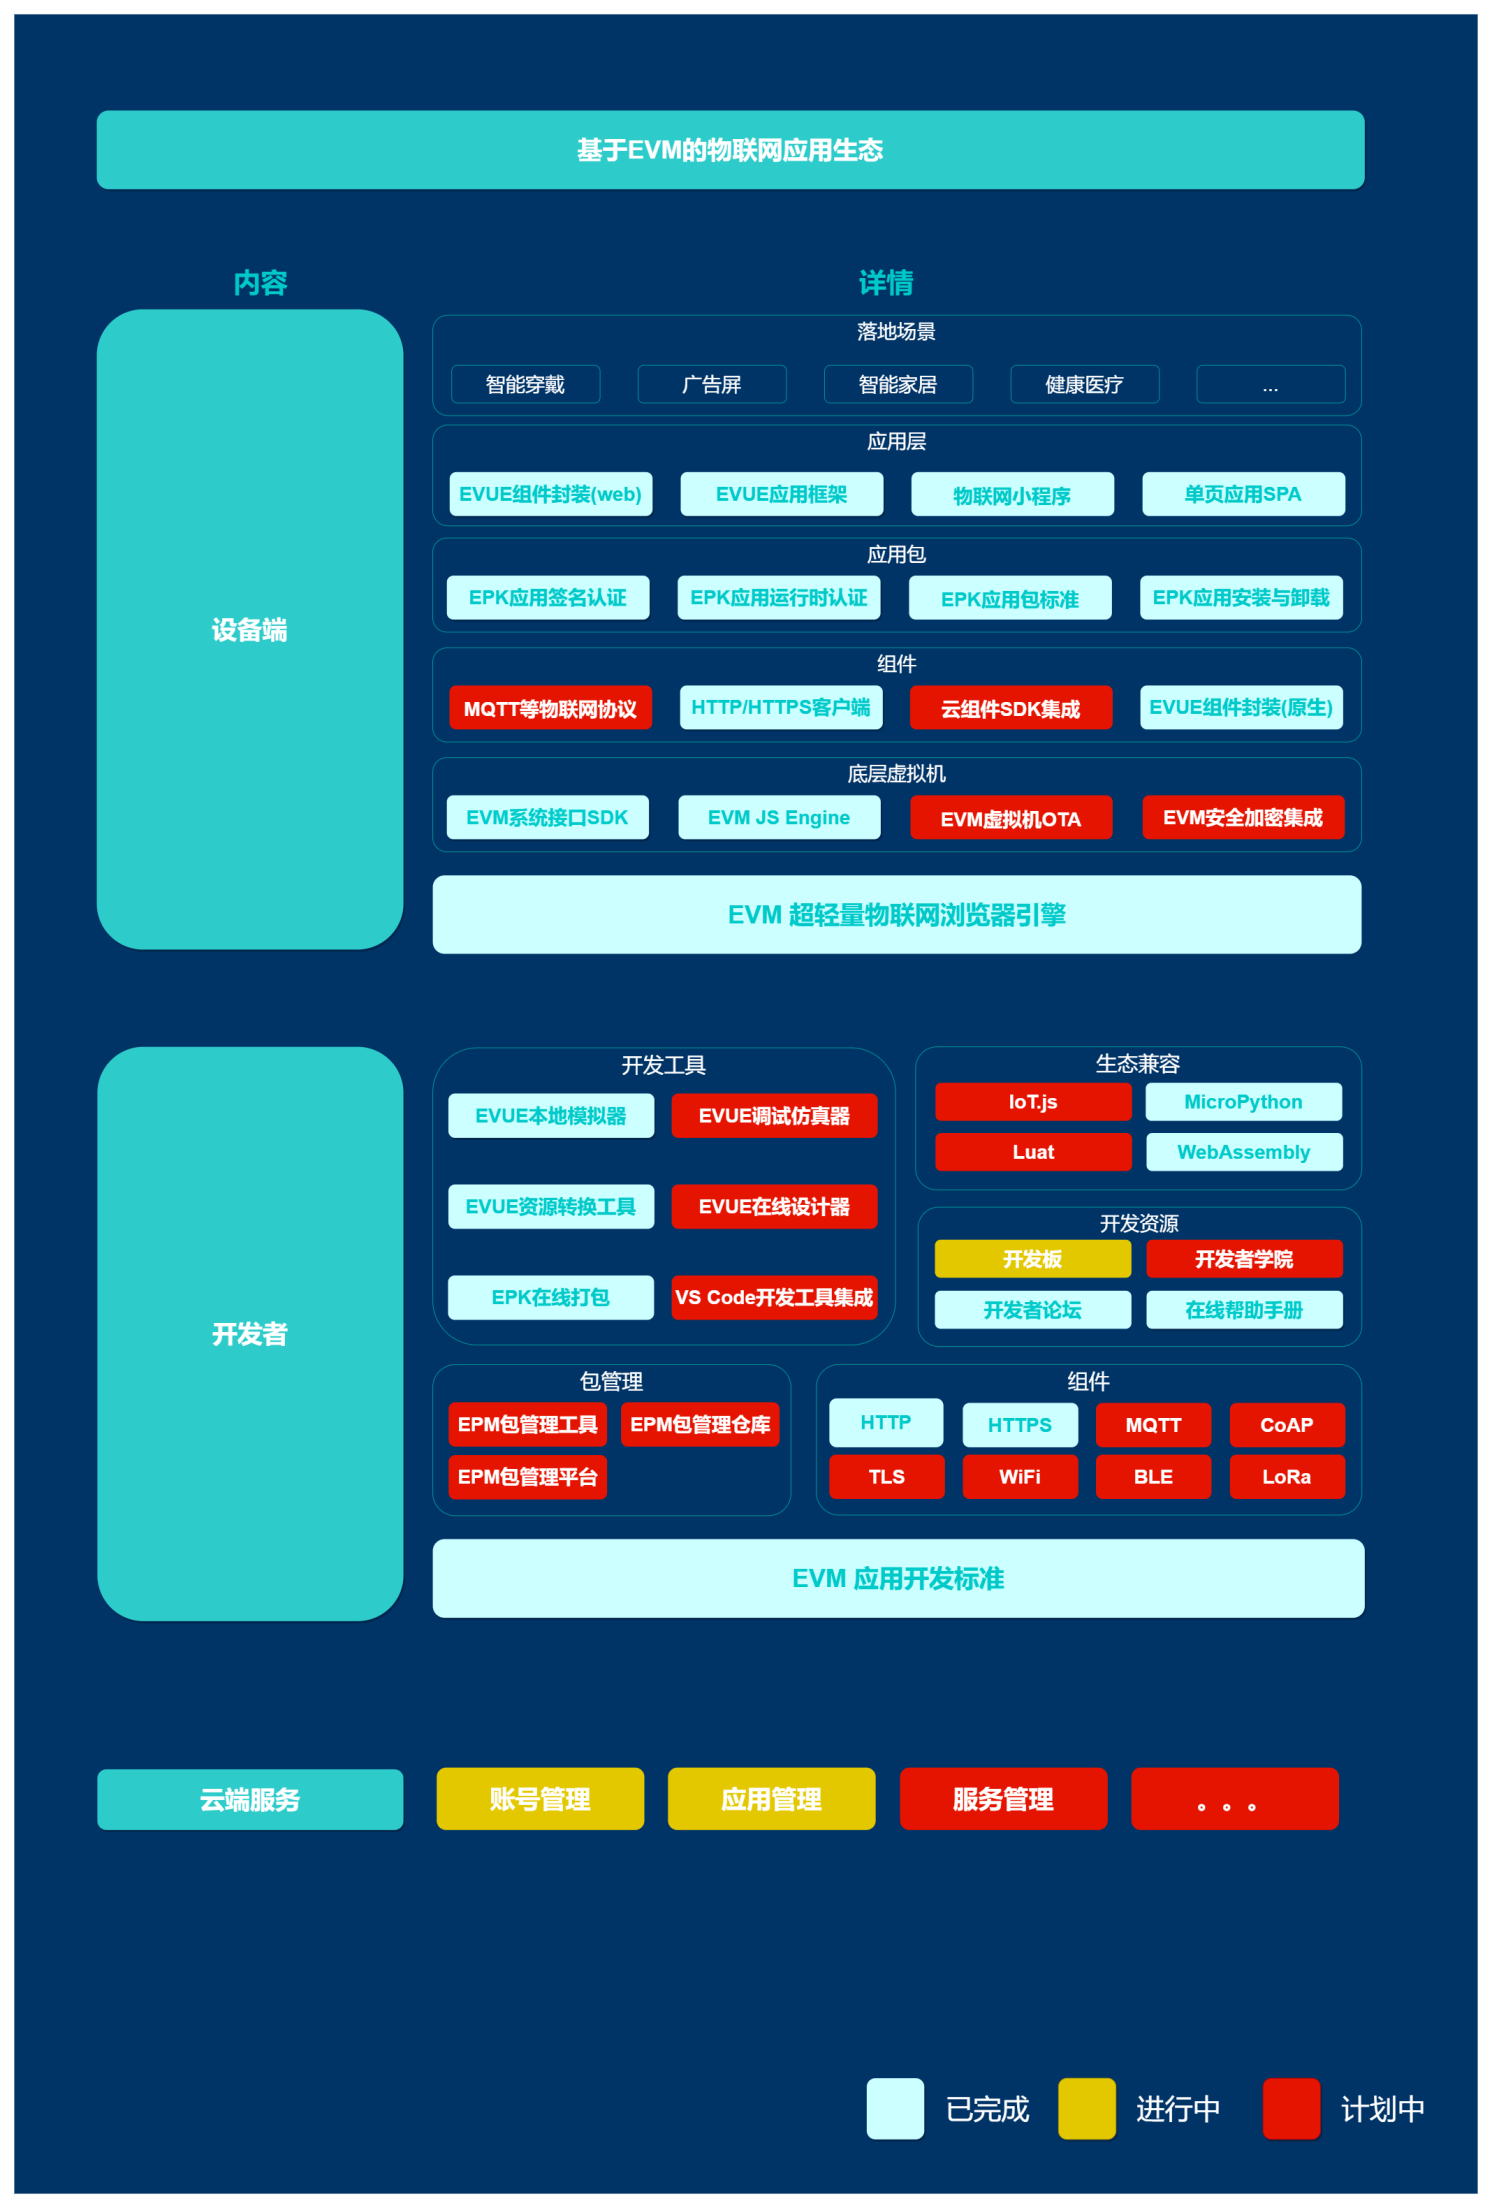 基于EVM的物联网应用生态
内容
详情
设备端
落地场景
智能穿戴
广告屏
智能家居
健康医疗
...
应用层
EVUE组件封装(web)
EVUE应用框架
物联网小程序
单页应用SPA
应用包
EPK应用签名认证
EPK应用运行时认证
EPK应用包标准
EPK应用安装与卸载
组件
MQTT等物联网协议
HTTP/HTTPS客户端
云组件SDK集成
EVUE组件封装(原生)
底层虚拟机
EVM系统接口SDK
EVM JS Engine
EVM虚拟机OTA
EVM安全加密集成
EVM 超轻量物联网浏览器引擎
开发者
开发工具
EVUE本地模拟器
EVUE调试仿真器
EVUE资源转换工具
EVUE在线设计器
EPK在线打包
VS Code开发工具集成
生态兼容
IoT.js
MicroPython
Luat
WebAssembly
开发资源
开发板
开发者学院
开发者论坛
在线帮助手册
包管理
EPM包管理工具
EPM包管理仓库
EPM包管理平台
组件
HTTP
HTTPS
MQTT
CoAP
TLS
WiFi
BLE
LoRa
EVM 应用开发标准
云端服务
账号管理
应用管理
服务管理
。。。
已完成
进行中
计划中